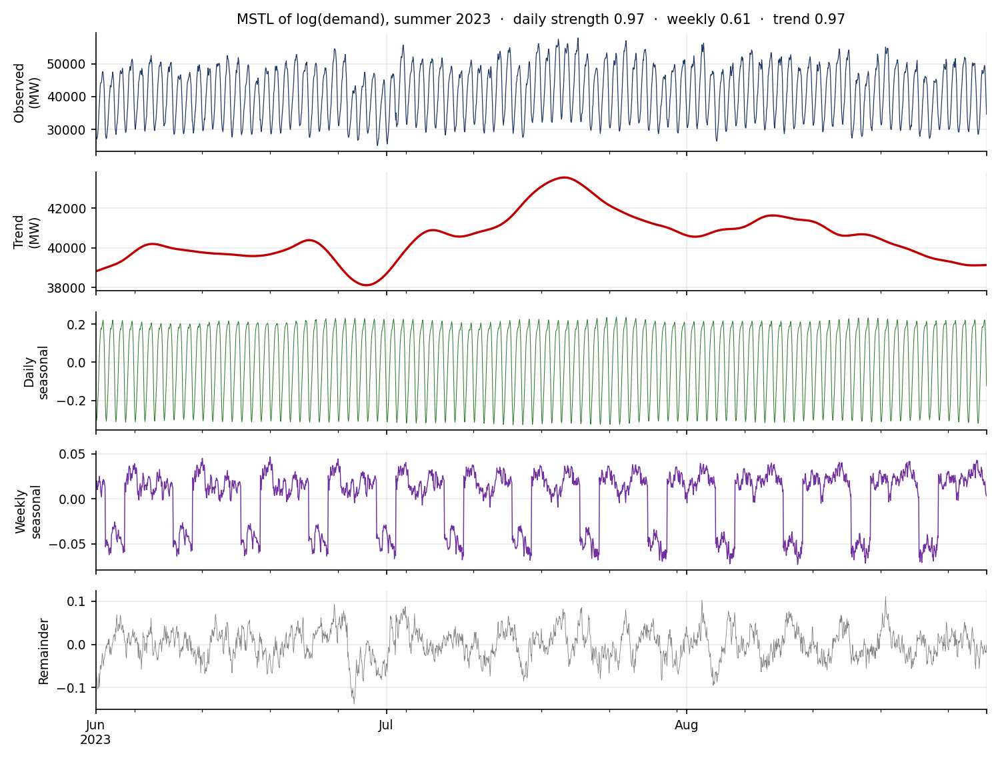 MSTL of log(demand), summer 2023 · daily strength 0.97 · weekly 0.61 · trend 0.97
Observed
(MW)
50000
40000
30000
Trend
(MW)
42000
40000
38000
Daily
seasonal
0.2
0.0
−0.2
Weekly
seasonal
0.05
0.00
−0.05
Remainder
0.1
0.0
−0.1
Jun
2023
Jul
Aug